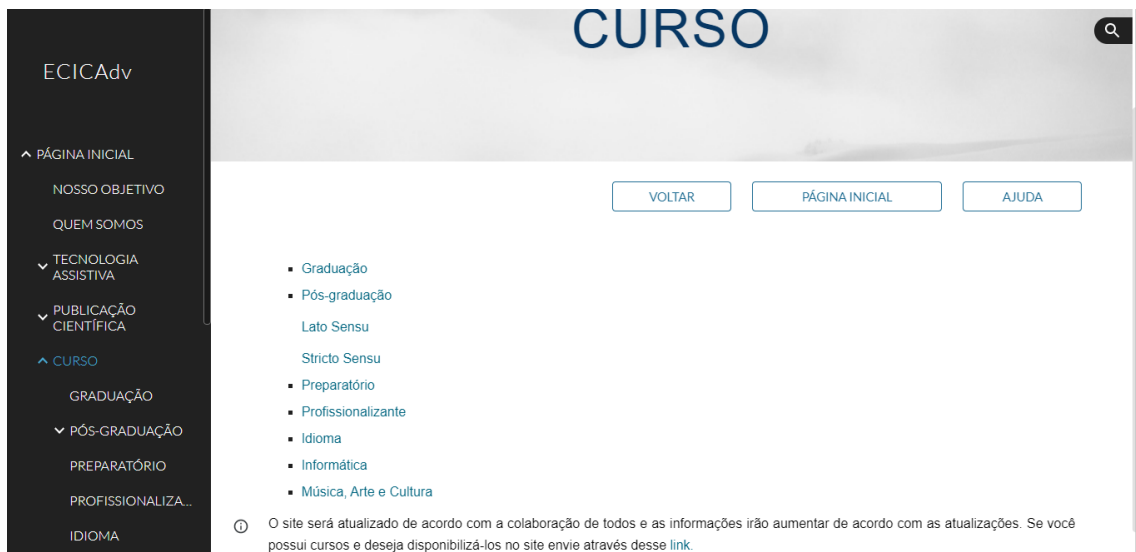 ECICAdv
PÁGINA INICIAL
NOSSO OBJETIVO
QUEM SOMOS
TECNOLOGIA
ASSISTIVA
PUBLICAÇÃO
CIENTÍFICA
CURSO
GRADUAÇÃO
PÓS-GRADUAÇÃO
PREPARATÓRIO
PROFISSIONALIZA...
IDIOMA
CURSO
VOLTAR PÁGINA INICIAL AJUDA
Graduação
Pós-graduação
Lato Sensu
Stricto Sensu
Preparatório
Profissionalizante
Idioma
Informática
Música, Arte e Cultura
O site será atualizado de acordo com a colaboração de todos e as informações irão aumentar de acordo com as atualizações. Se você
possui cursos e deseja disponibilizá-los no site envie através desse link.